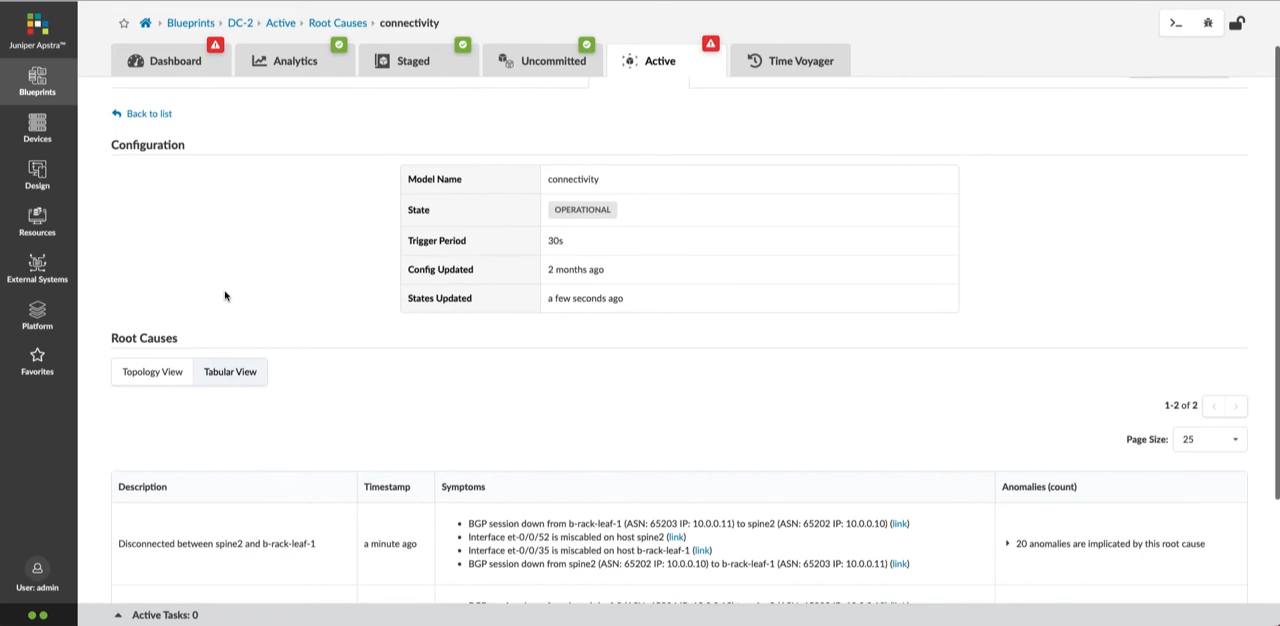 Juniper Apstra™
Blueprints
Devices
Design
Resources
External Systems
Platform
Favorites
User: admin
Blueprints › DC-2 › Active › Root Causes › connectivity
Dashboard
Analytics
Staged
Uncommitted
Active
Time Voyager
Back to list
Configuration
Model Name connectivity
State OPERATIONAL
Trigger Period 30s
Config Updated 2 months ago
States Updated a few seconds ago
Root Causes
Topology View Tabular View
1-2 of 2
Page Size: 25
Description Timestamp Symptoms Anomalies (count)
Disconnected between spine2 and b-rack-leaf-1
a minute ago
• BGP session down from b-rack-leaf-1 (ASN: 65203 IP: 10.0.0.11) to spine2 (ASN: 65202 IP: 10.0.0.10) (link)
• Interface et-0/0/52 is miscabled on host spine2 (link)
• Interface et-0/0/35 is miscabled on host b-rack-leaf-1 (link)
• BGP session down from spine2 (ASN: 65202 IP: 10.0.0.10) to b-rack-leaf-1 (ASN: 65203 IP: 10.0.0.11) (link)
20 anomalies are implicated by this root cause
Active Tasks: 0